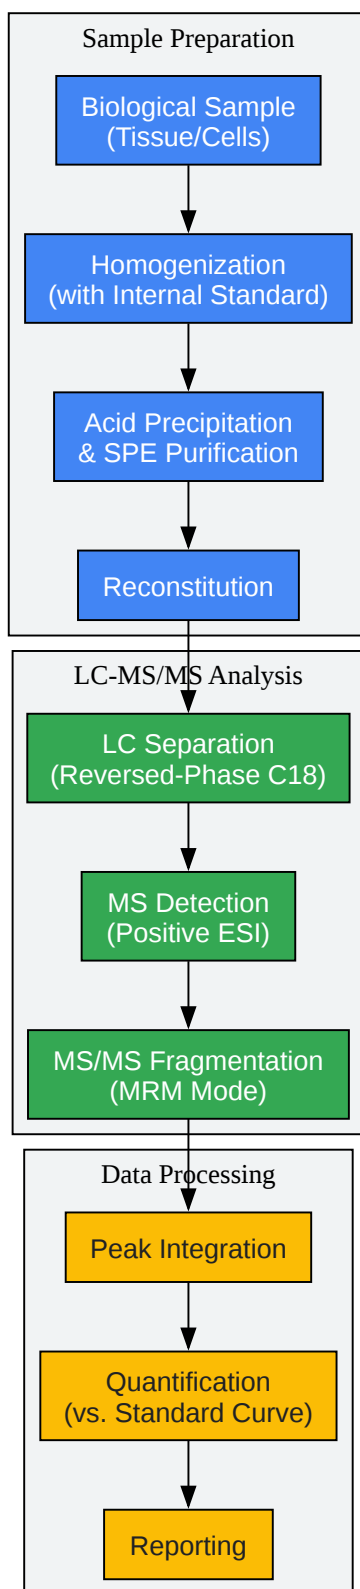 Sample Preparation
Biological Sample
(Tissue/Cells)
Homogenization
(with Internal Standard)
Acid Precipitation
& SPE Purification
Reconstitution
LC-MS/MS Analysis
LC Separation
(Reversed-Phase C18)
MS Detection
(Positive ESI)
MS/MS Fragmentation
(MRM Mode)
Data Processing
Peak Integration
Quantification
(vs. Standard Curve)
Reporting